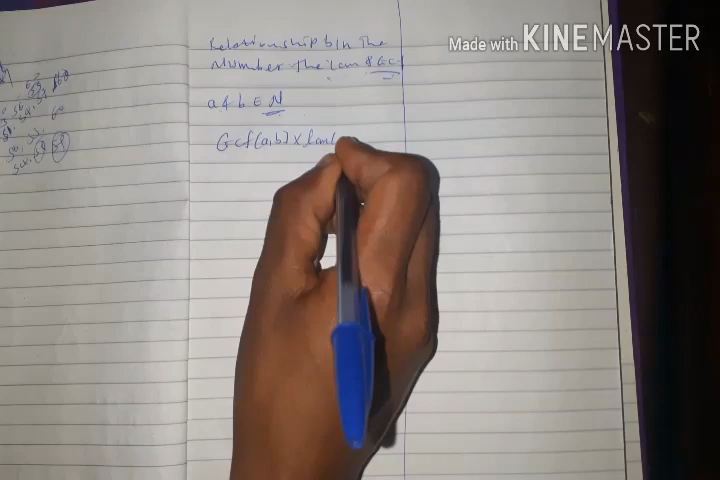 Relationship b/n the
Number the lcm & GCF
a & b ∈ N
Gcf(a,b) x lcm(
Made with KINEMASTER